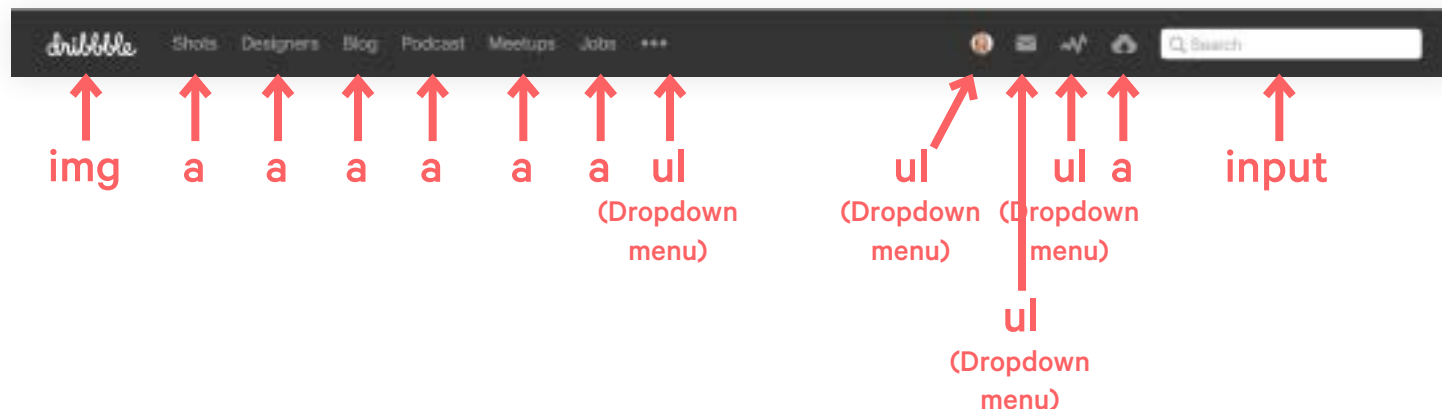 dribbble Shots Designers Blog Podcast Meetups Jobs ••• Search
img a a a a a a ul ul ul a input
(Dropdown (Dropdown (Dropdown
menu) menu) menu)
ul
(Dropdown
menu)